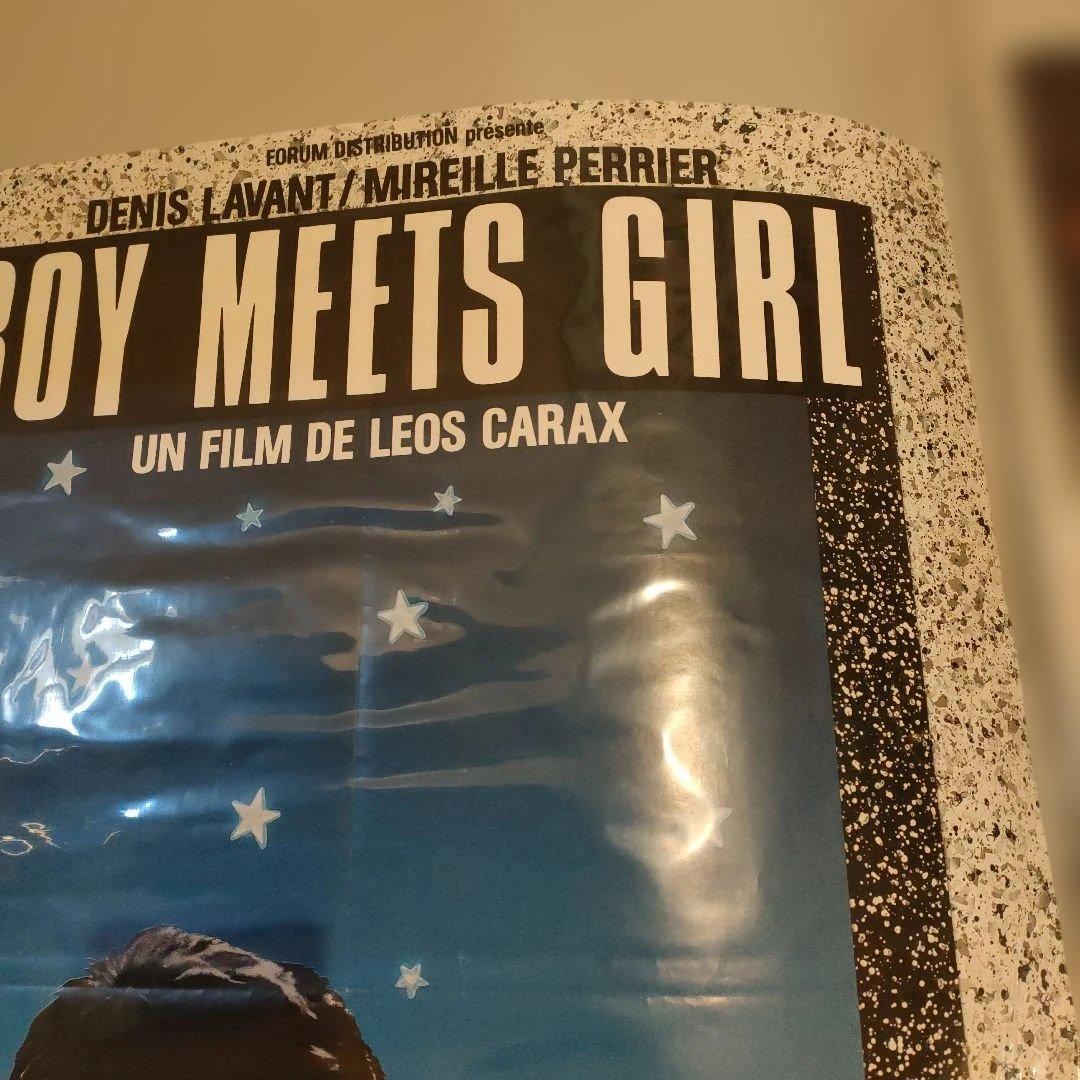 FORUM DISTRIBUTION présente
DENIS LAVANT/MIREILLE PERRIER
BOY MEETS GIRL
UN FILM DE LEOS CARAX